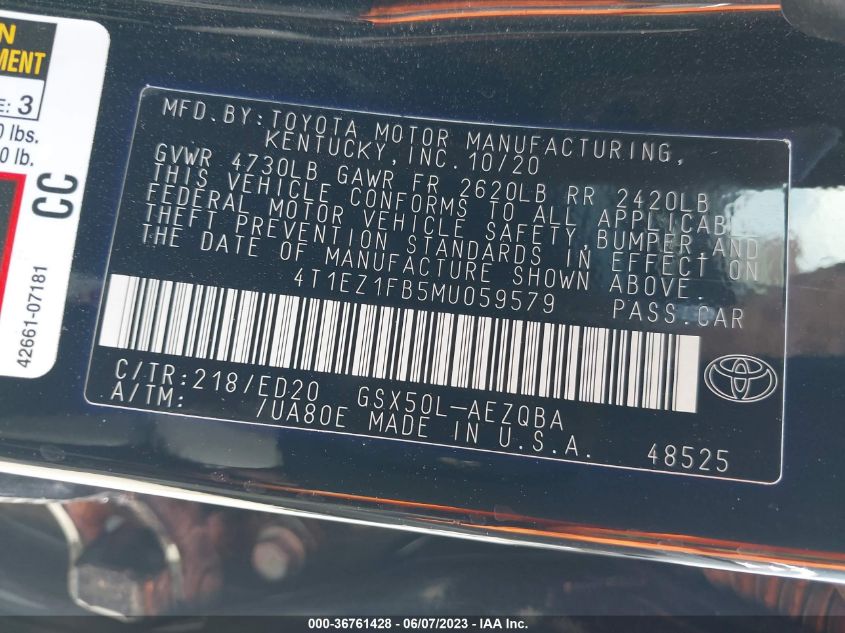 N
MENT
E: 3
0 lbs.
0 lb.
CC
42661-07181
MFD. BY: TOYOTA MOTOR MANUFACTURING,
KENTUCKY, INC. 10/20
GVWR 4730LB GAWR FR 2620LB RR 2420LB
THIS VEHICLE CONFORMS TO ALL APPLICABLE
FEDERAL MOTOR VEHICLE SAFETY, BUMPER AND
THEFT PREVENTION STANDARDS IN EFFECT ON
THE DATE OF MANUFACTURE SHOWN ABOVE.
4T1EZ1FB5MU059579 PASS.CAR
C/TR: 218/ED20 GSX50L-AEZQBA
A/TM: /UA80E MADE IN U.S.A.
48525
000-36761428 - 06/07/2023 - IAA Inc.